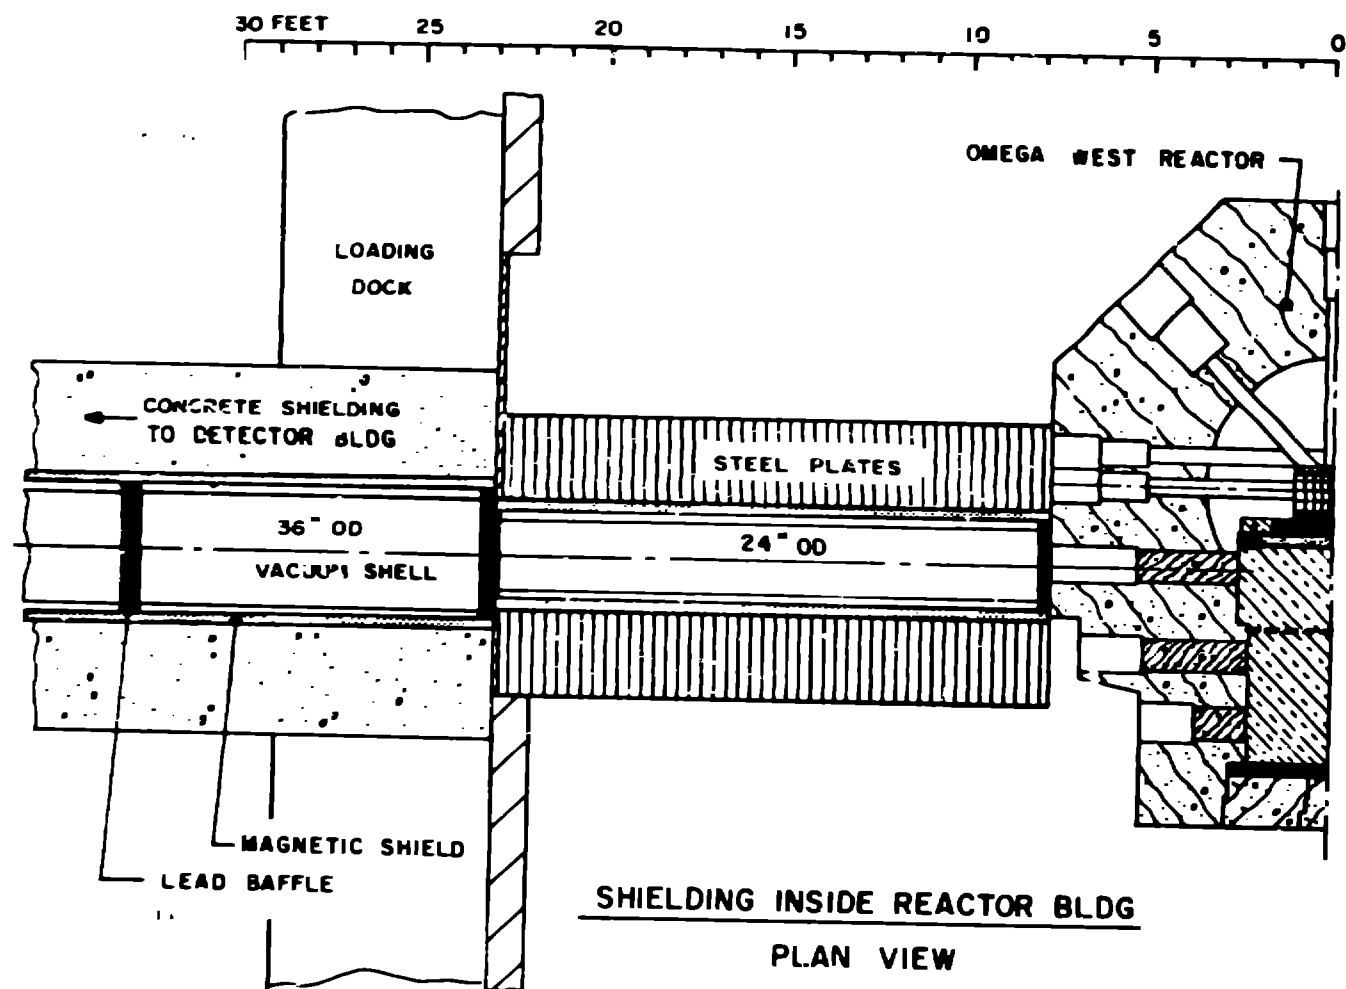 30 FEET 25 20 15 10 5 0
OMEGA WEST REACTOR
LOADING
DOCK
CONCRETE SHIELDING
TO DETECTOR BLDG
STEEL PLATES
36" OD
VACUUM SHELL
24" OD
MAGNETIC SHIELD
LEAD BAFFLE
SHIELDING INSIDE REACTOR BLDG
PLAN VIEW